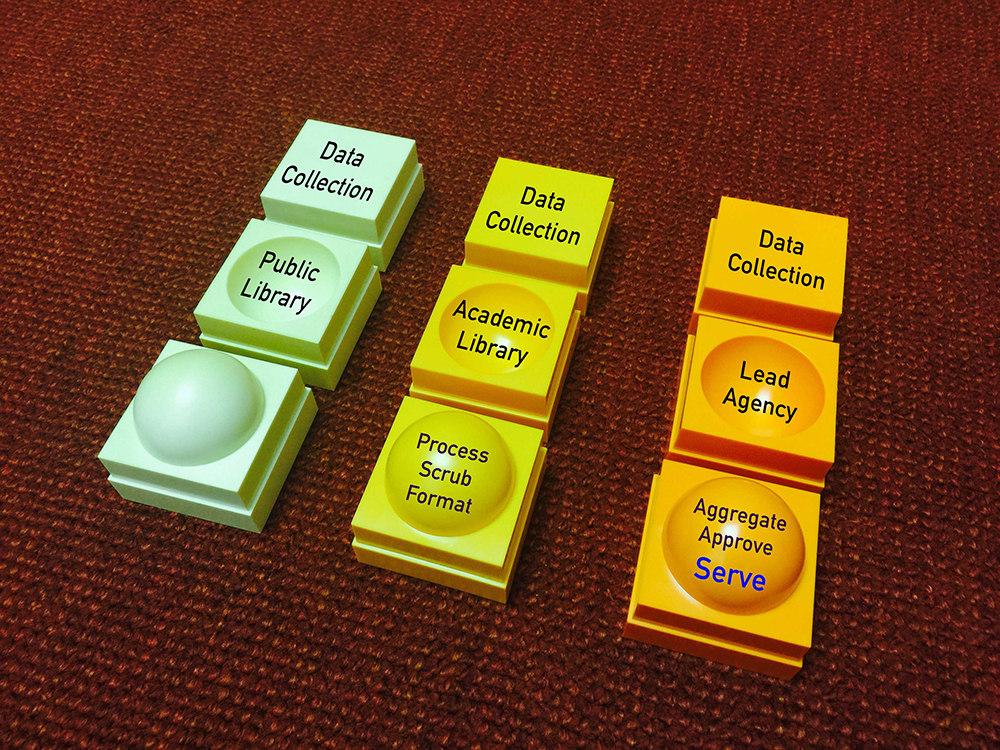 Data
Collection
Public
Library
Data
Collection
Academic
Library
Process
Scrub
Format
Data
Collection
Lead
Agency
Aggregate
Approve
Serve